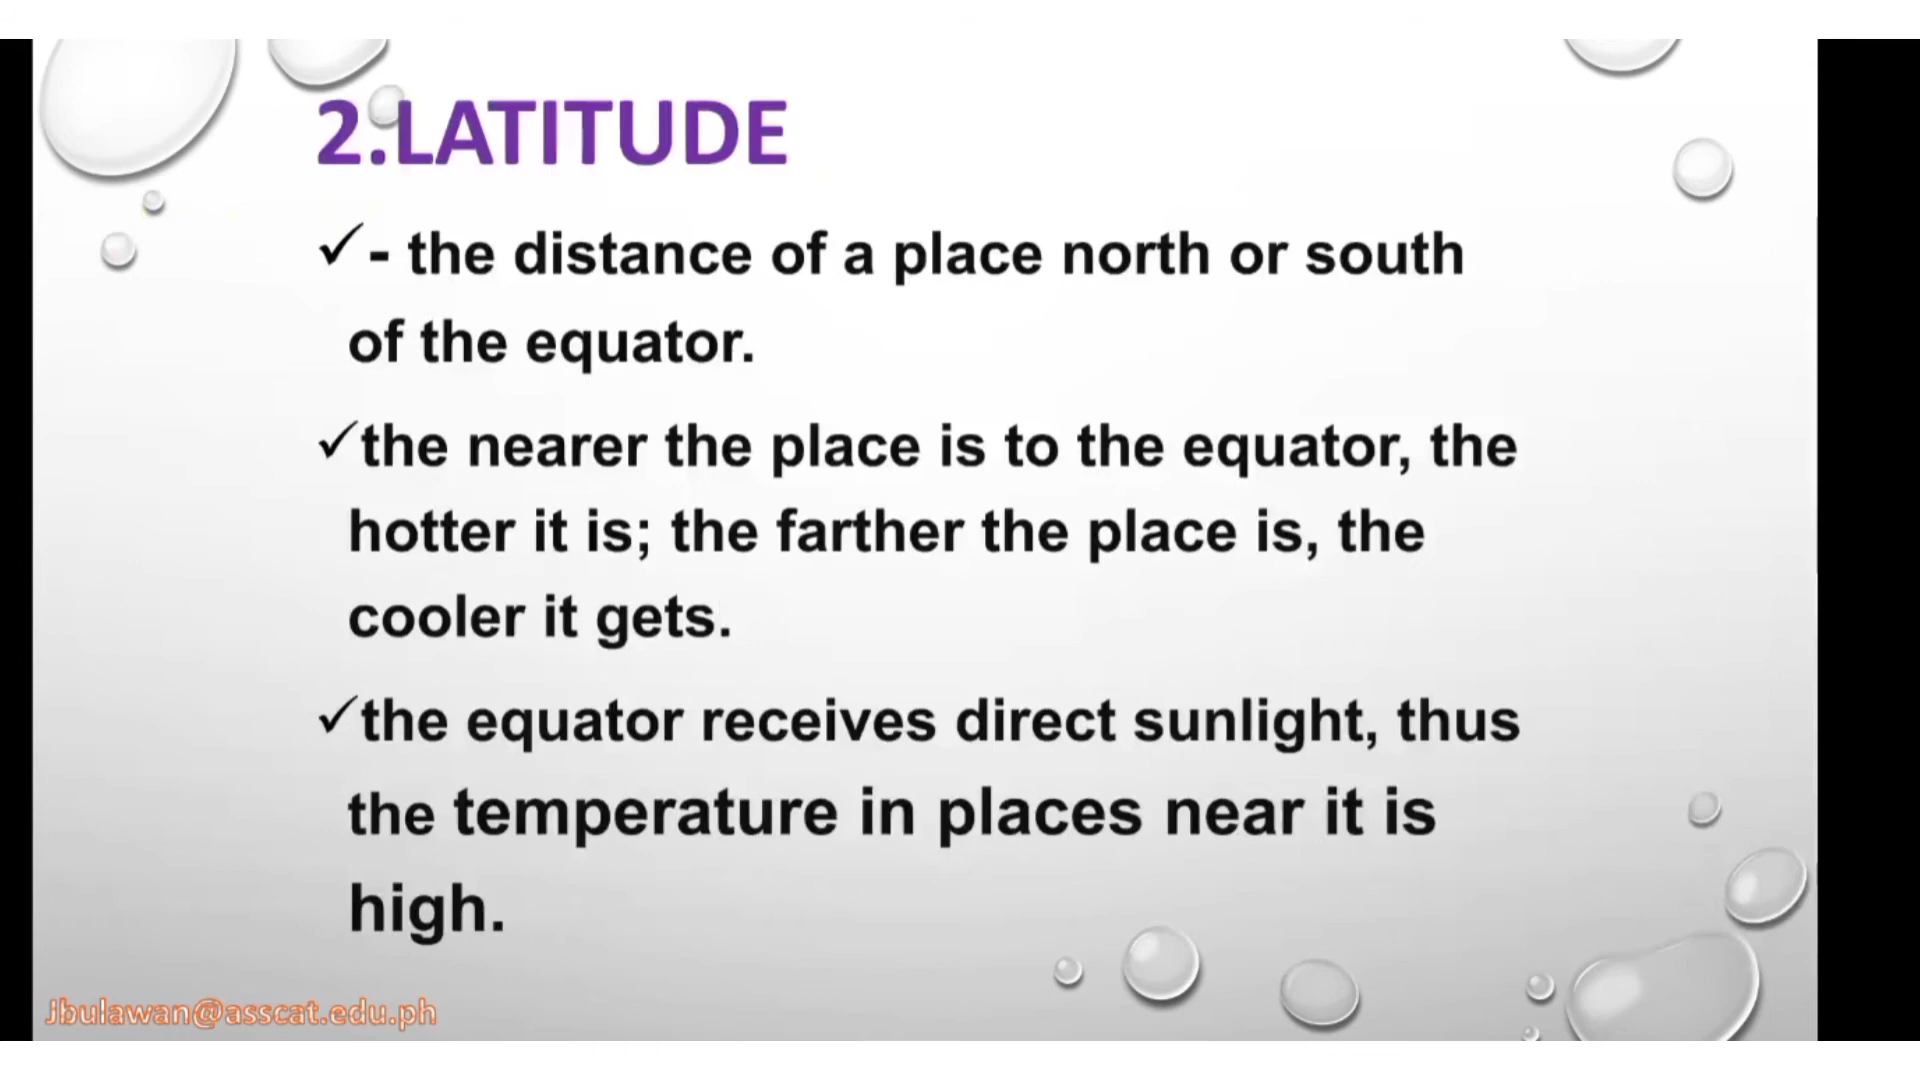 2.LATITUDE
✓ - the distance of a place north or south
of the equator.
✓the nearer the place is to the equator, the
hotter it is; the farther the place is, the
cooler it gets.
✓the equator receives direct sunlight, thus
the temperature in places near it is
high.
Jbulawan@asscat.edu.ph